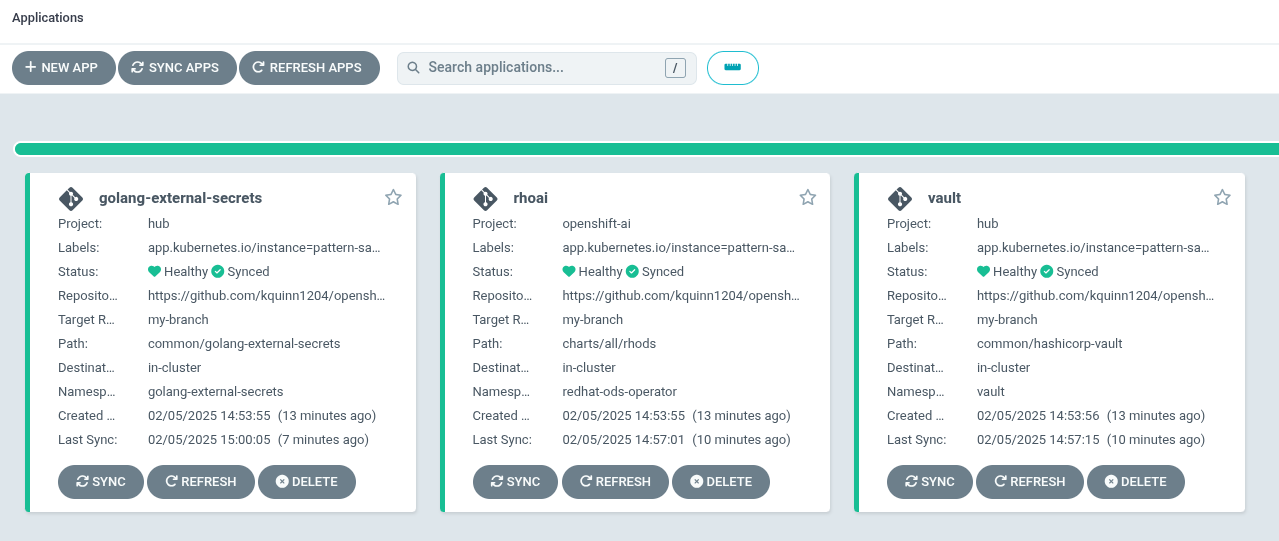 Applications
NEW APP SYNC APPS REFRESH APPS Search applications... /
golang-external-secrets
Project: hub
Labels: app.kubernetes.io/instance=pattern-sa...
Status: Healthy Synced
Reposito... https://github.com/kquinn1204/opensh...
Target R... my-branch
Path: common/golang-external-secrets
Destinat... in-cluster
Namesp... golang-external-secrets
Created ... 02/05/2025 14:53:55 (13 minutes ago)
Last Sync: 02/05/2025 15:00:05 (7 minutes ago)
SYNC REFRESH DELETE
rhoai
Project: openshift-ai
Labels: app.kubernetes.io/instance=pattern-sa...
Status: Healthy Synced
Reposito... https://github.com/kquinn1204/opensh...
Target R... my-branch
Path: charts/all/rhods
Destinat... in-cluster
Namesp... redhat-ods-operator
Created ... 02/05/2025 14:53:55 (13 minutes ago)
Last Sync: 02/05/2025 14:57:01 (10 minutes ago)
SYNC REFRESH DELETE
vault
Project: hub
Labels: app.kubernetes.io/instance=pattern-sa...
Status: Healthy Synced
Reposito... https://github.com/kquinn1204/opensh...
Target R... my-branch
Path: common/hashicorp-vault
Destinat... in-cluster
Namesp... vault
Created ... 02/05/2025 14:53:56 (13 minutes ago)
Last Sync: 02/05/2025 14:57:15 (10 minutes ago)
SYNC REFRESH DELETE